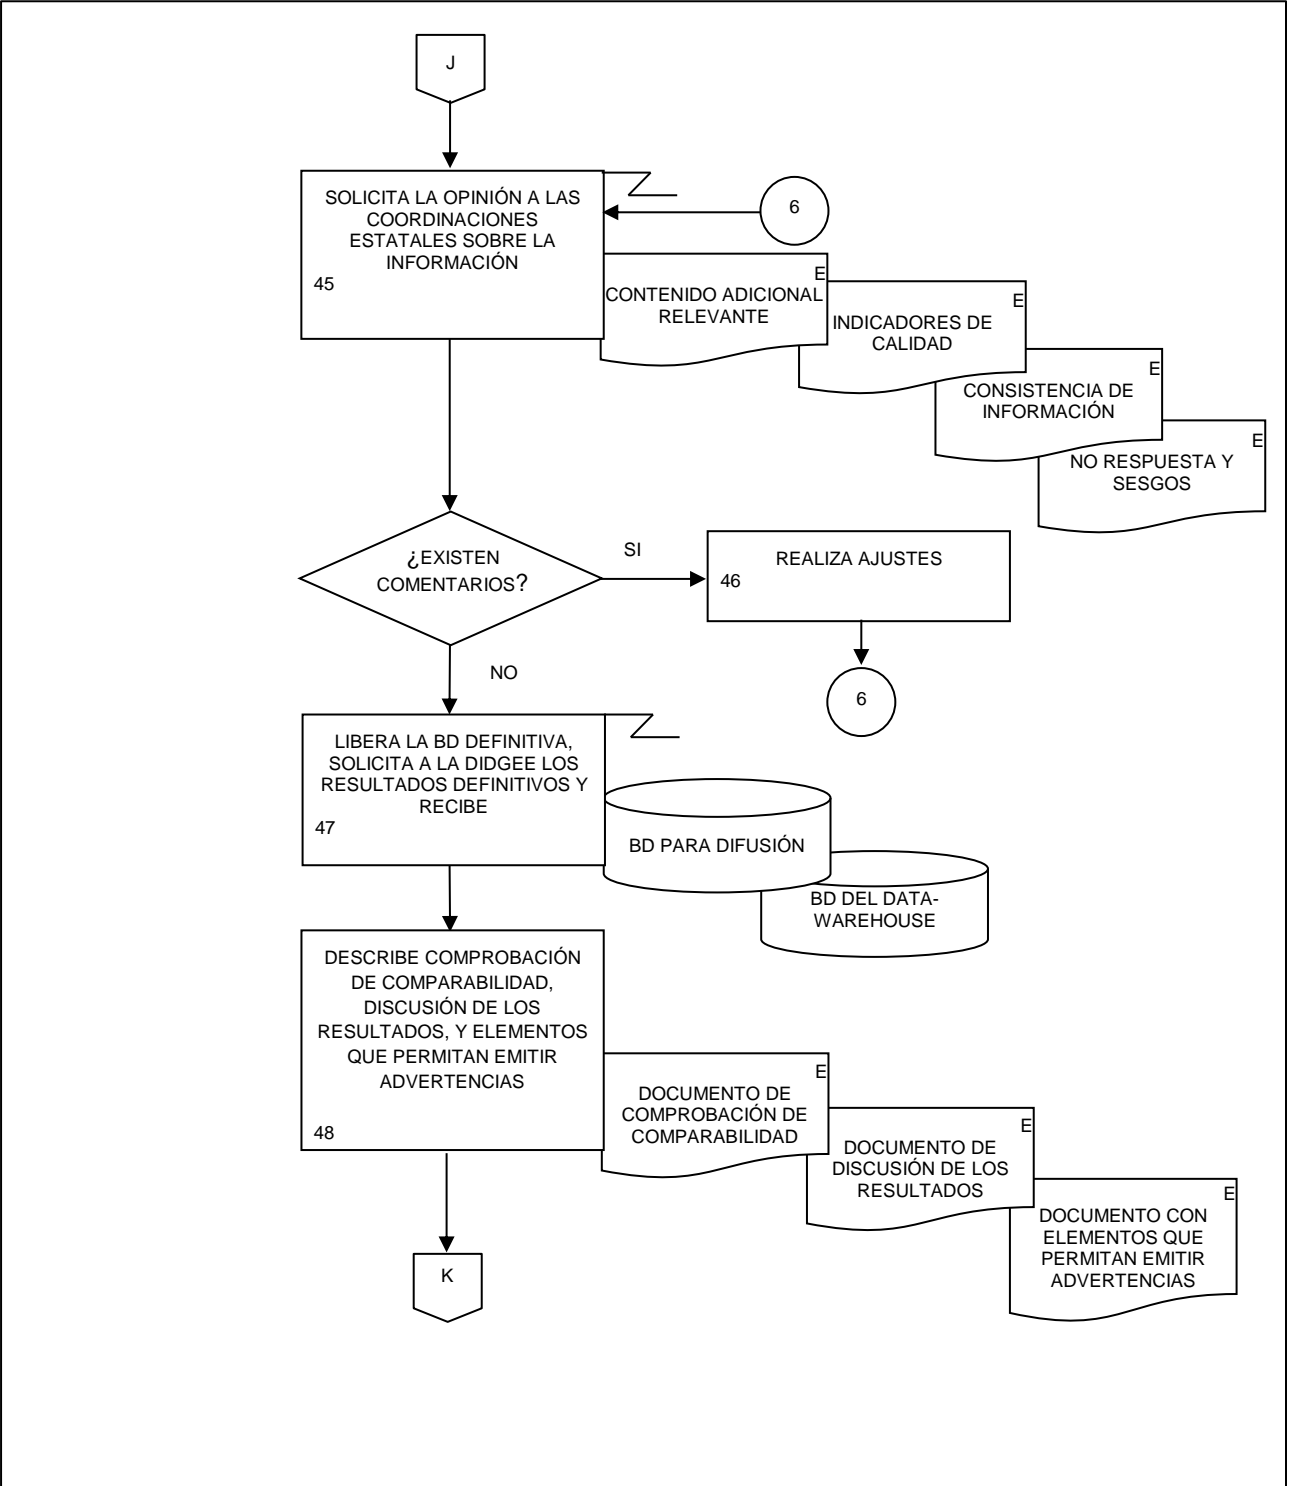 J
SOLICITA LA OPINIÓN A LAS
COORDINACIONES
ESTATALES SOBRE LA
INFORMACIÓN
45
6
E
CONTENIDO ADICIONAL
RELEVANTE
E
INDICADORES DE
CALIDAD
E
CONSISTENCIA DE
INFORMACIÓN
E
NO RESPUESTA Y
SESGOS
¿EXISTEN
COMENTARIOS?
SI
REALIZA AJUSTES
46
6
NO
LIBERA LA BD DEFINITIVA,
SOLICITA A LA DIDGEE LOS
RESULTADOS DEFINITIVOS Y
RECIBE
47
BD PARA DIFUSIÓN
BD DEL DATA-
WAREHOUSE
DESCRIBE COMPROBACIÓN
DE COMPARABILIDAD,
DISCUSIÓN DE LOS
RESULTADOS, Y ELEMENTOS
QUE PERMITAN EMITIR
ADVERTENCIAS
48
E
DOCUMENTO DE
COMPROBACIÓN DE
COMPARABILIDAD
E
DOCUMENTO DE
DISCUSIÓN DE LOS
RESULTADOS
E
DOCUMENTO CON
ELEMENTOS QUE
PERMITAN EMITIR
ADVERTENCIAS
K